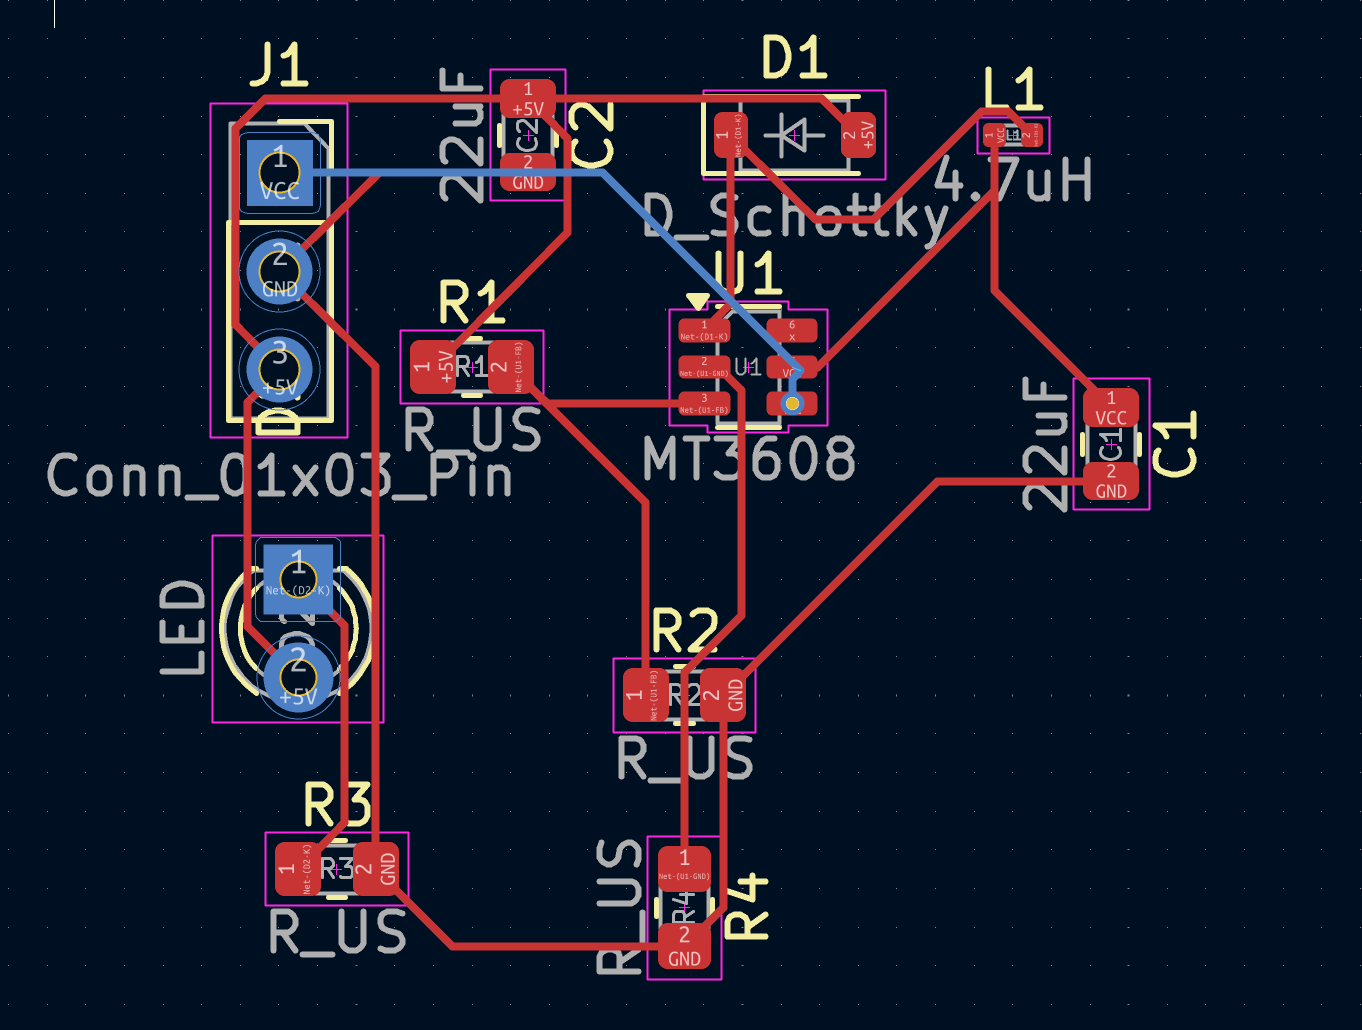 J1
1
VCC
2
GND
3
+5V
Conn_01x03_Pin
22uF
1
+5V
C2
2
GND
C2
D1
1
Net-(D1-K)
2
+5V
D_Schottky
L1
1
VCC
L1
2
4.7uH
R1
1
+5V
R1
2
Net-(U1-FB)
R_US
U1
1
Net-(D1-K)
2
Net-(U1-GND)
3
Net-(U1-FB)
U1
6
x
VC
MT3608
22uF
1
VCC
C1
2
GND
C1
LED
1
Net-(D2-K)
2
+5V
R2
1
Net-(U1-FB)
R2
2
GND
R_US
R3
1
Net-(D2-K)
R3
2
GND
R_US
R_US
1
Net-(U1-GND)
R4
2
GND
R4